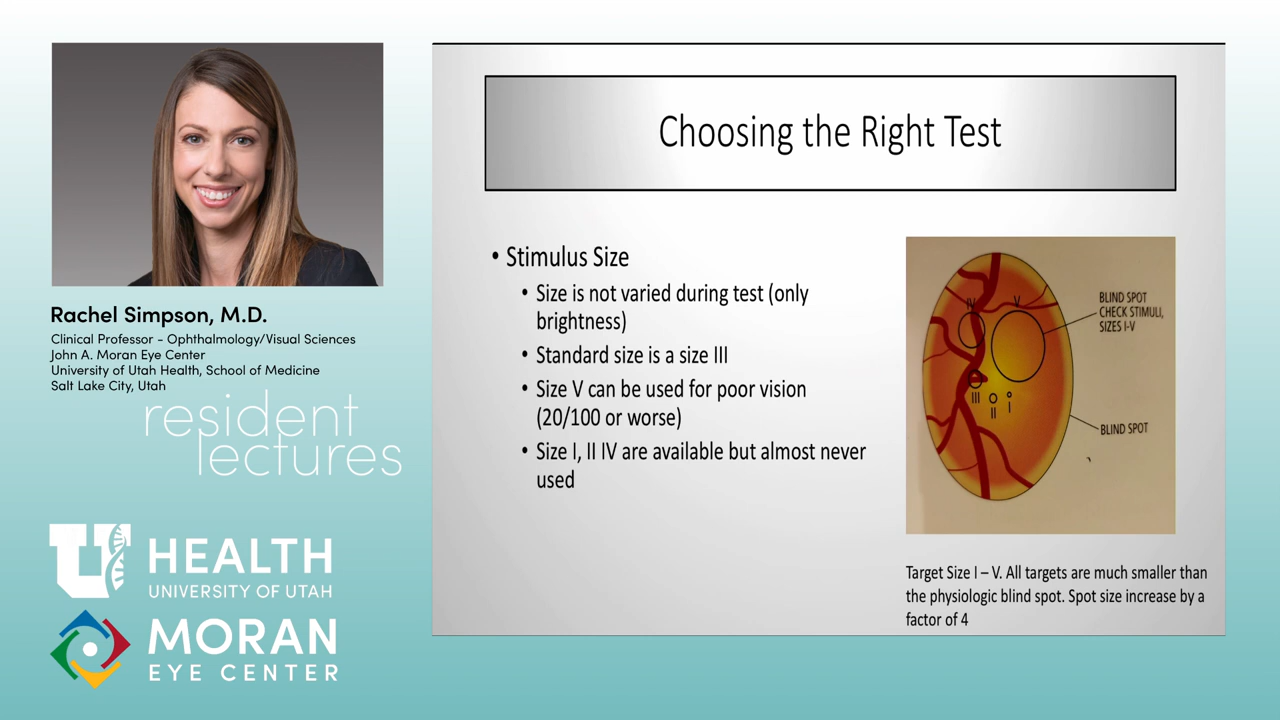 Rachel Simpson, M.D.
Clinical Professor - Ophthalmology/Visual Sciences
John A. Moran Eye Center
University of Utah Health, School of Medicine
Salt Lake City, Utah
resident
lectures
U HEALTH
UNIVERSITY OF UTAH
MORAN
EYE CENTER
Choosing the Right Test
• Stimulus Size
• Size is not varied during test (only
brightness)
• Standard size is a size III
• Size V can be used for poor vision
(20/100 or worse)
• Size I, II IV are available but almost never
used
IV
V
III
II
I
BLIND SPOT
CHECK STIMULI,
SIZES I-V
BLIND SPOT
Target Size I – V. All targets are much smaller than
the physiologic blind spot. Spot size increase by a
factor of 4